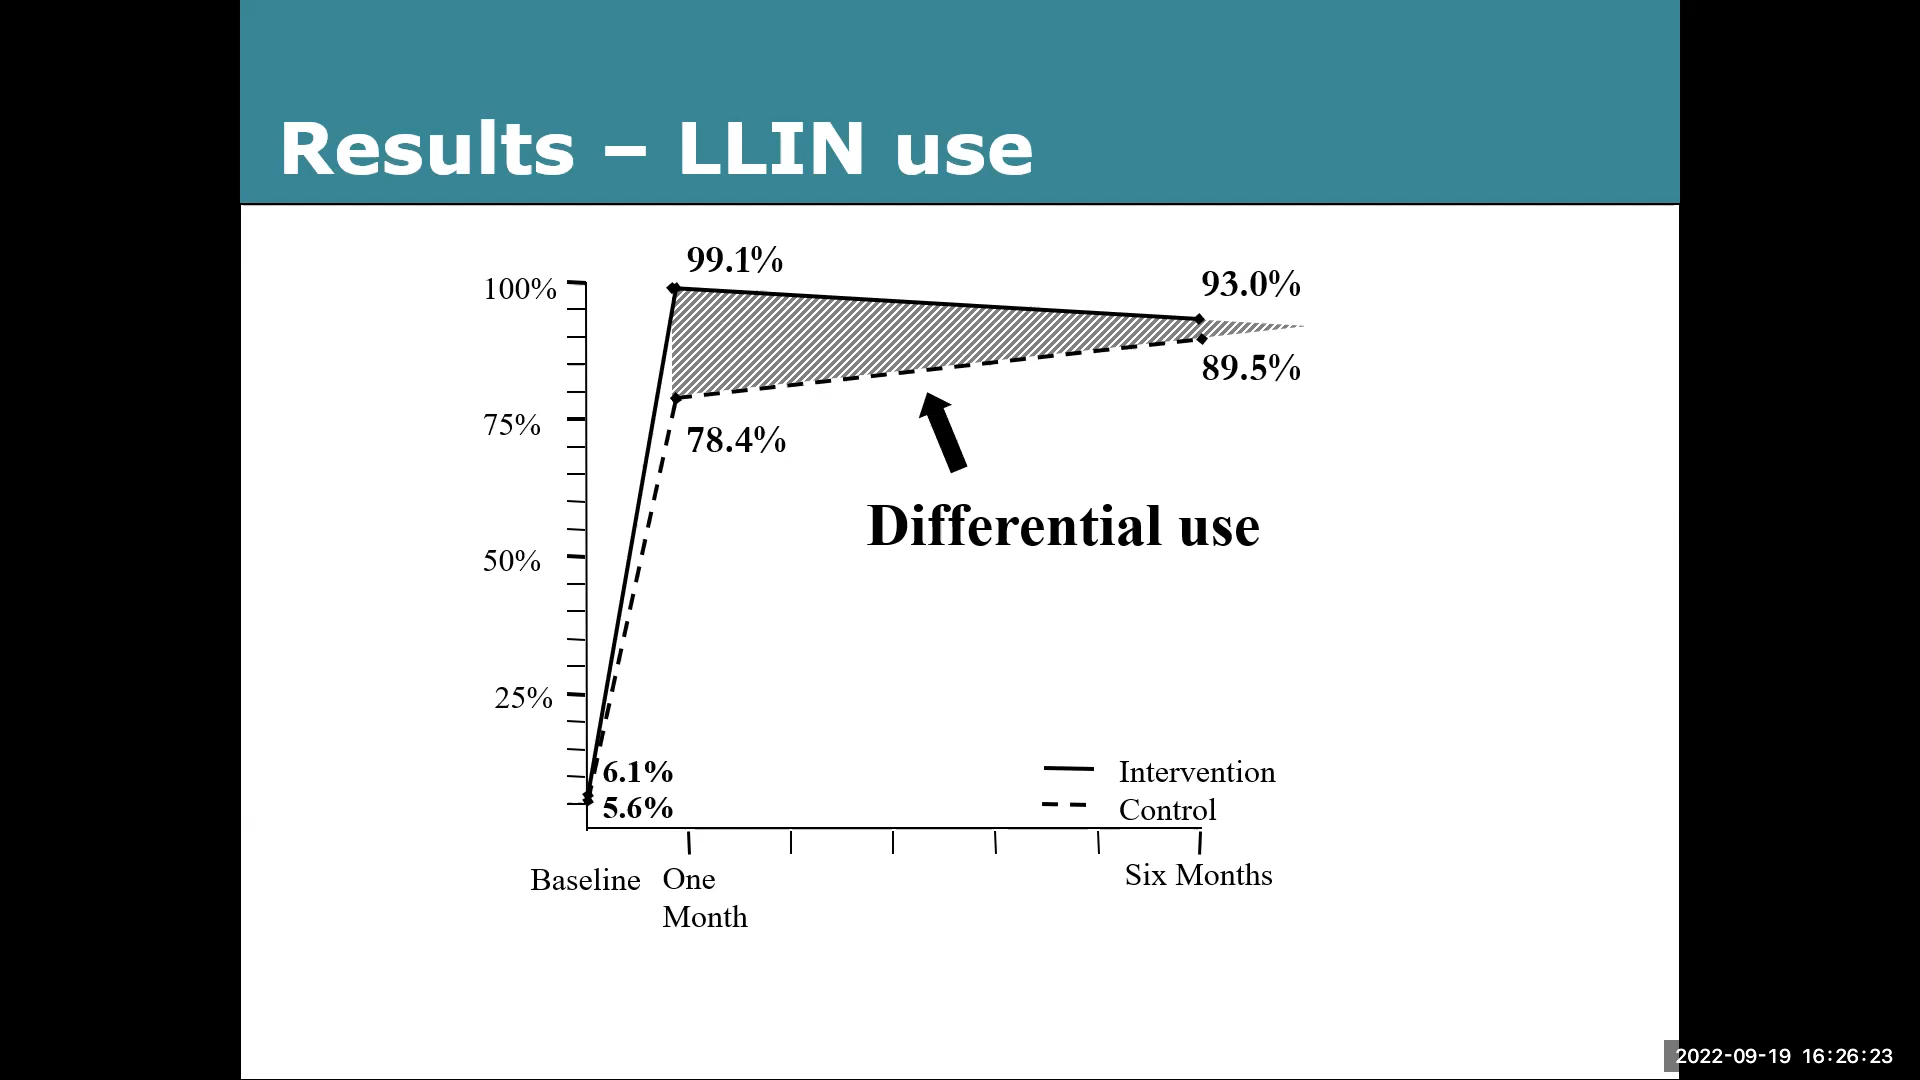 Results – LLIN use
99.1%
93.0%
100%
89.5%
75%
78.4%
Differential use
50%
25%
6.1%
5.6%
Intervention
Control
Baseline
One
Month
Six Months
2022-09-19 16:26:23